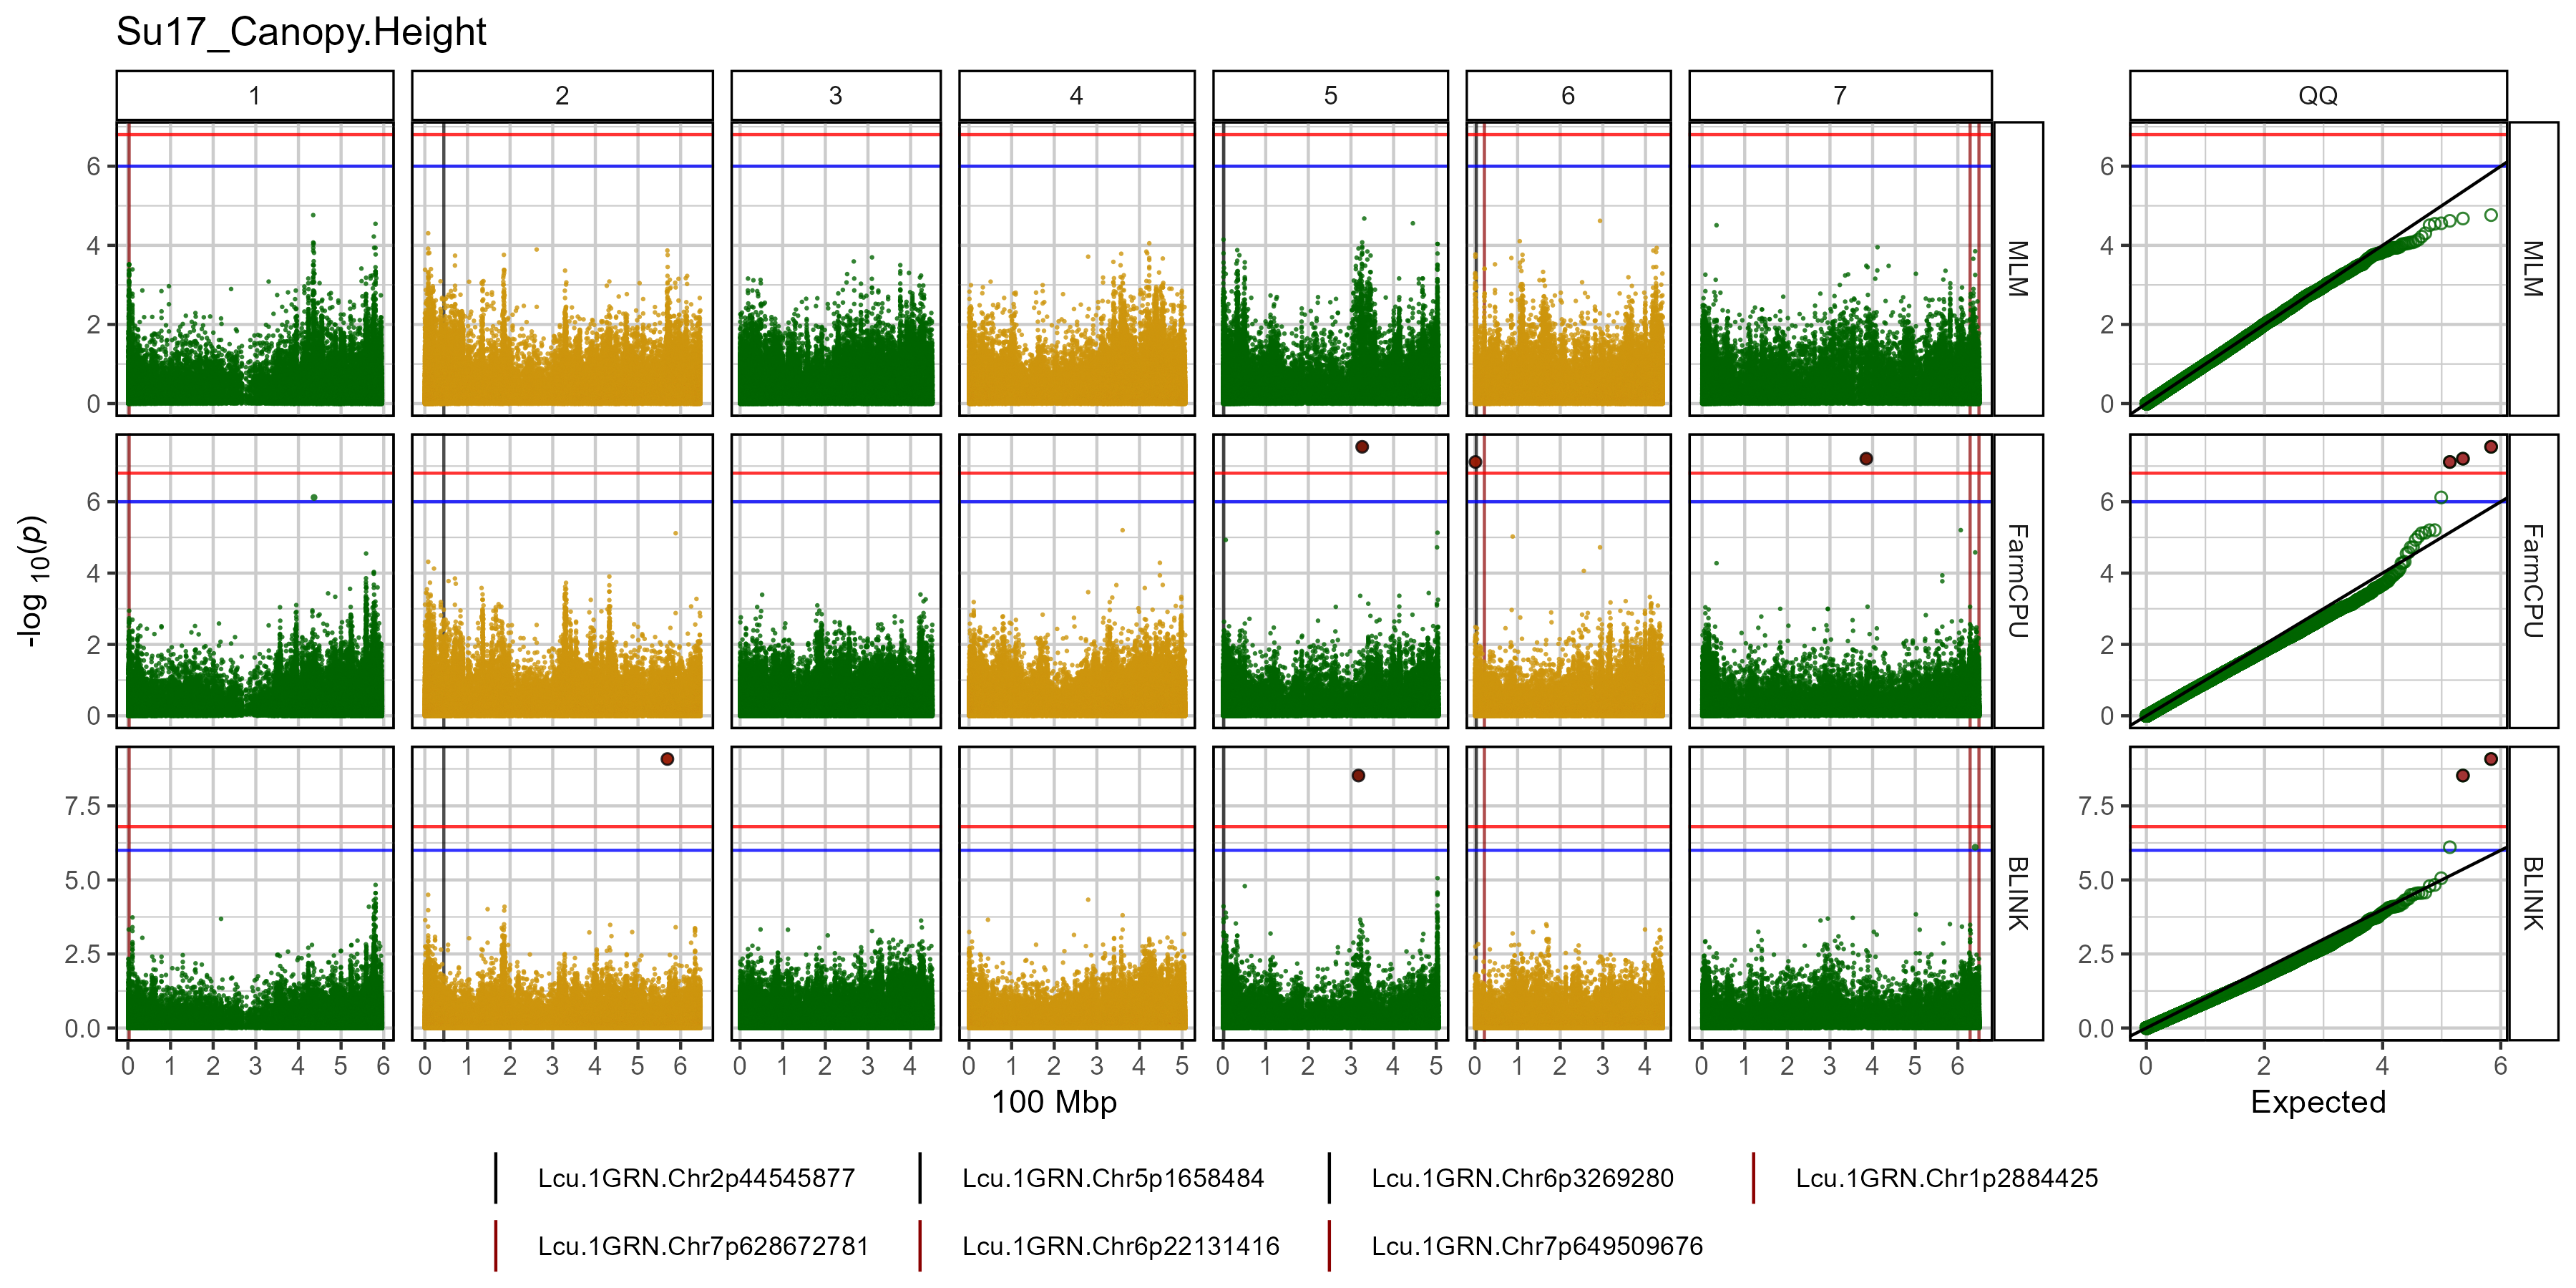 Su17_Canopy.Height
1 2 3 4 5 6 7 QQ
6 4 2 0 MLM 6 4 2 0 MLM
-log 10(p)
6 4 2 0 FarmCPU 6 4 2 0 FarmCPU
7.5 5.0 2.5 0.0 BLINK 7.5 5.0 2.5 0.0 BLINK
0 1 2 3 4 5 6 0 1 2 3 4 5 6 0 1 2 3 4 0 1 2 3 4 5 0 1 2 3 4 5 0 1 2 3 4 0 1 2 3 4 5 6 0 2 4 6
100 Mbp Expected
Lcu.1GRN.Chr2p44545877 Lcu.1GRN.Chr5p1658484 Lcu.1GRN.Chr6p3269280 Lcu.1GRN.Chr1p2884425
Lcu.1GRN.Chr7p628672781 Lcu.1GRN.Chr6p22131416 Lcu.1GRN.Chr7p649509676